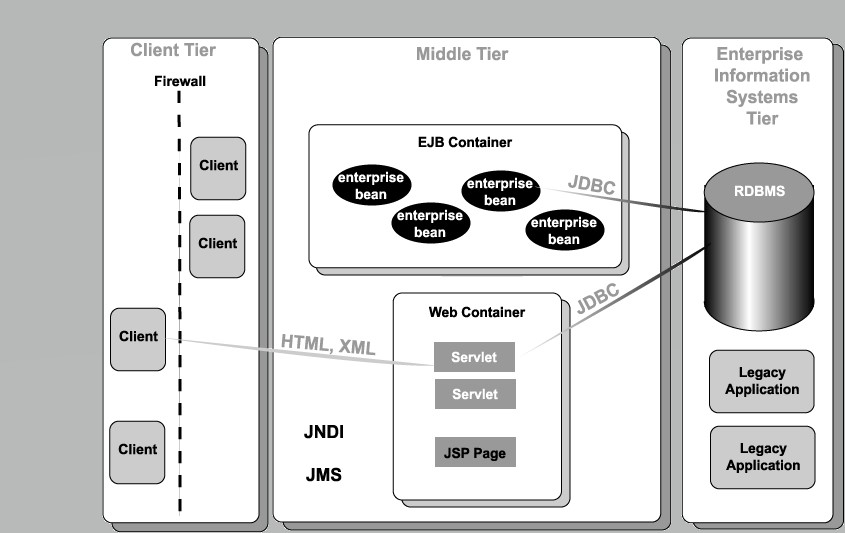 Client Tier
Firewall
Client
Client
Client
Client
Middle Tier
EJB Container
enterprise
bean
enterprise
bean
enterprise
bean
enterprise
bean
JDBC
JDBC
Web Container
HTML, XML
Servlet
Servlet
JSP Page
JNDI
JMS
Enterprise
Information
Systems
Tier
RDBMS
Legacy
Application
Legacy
Application